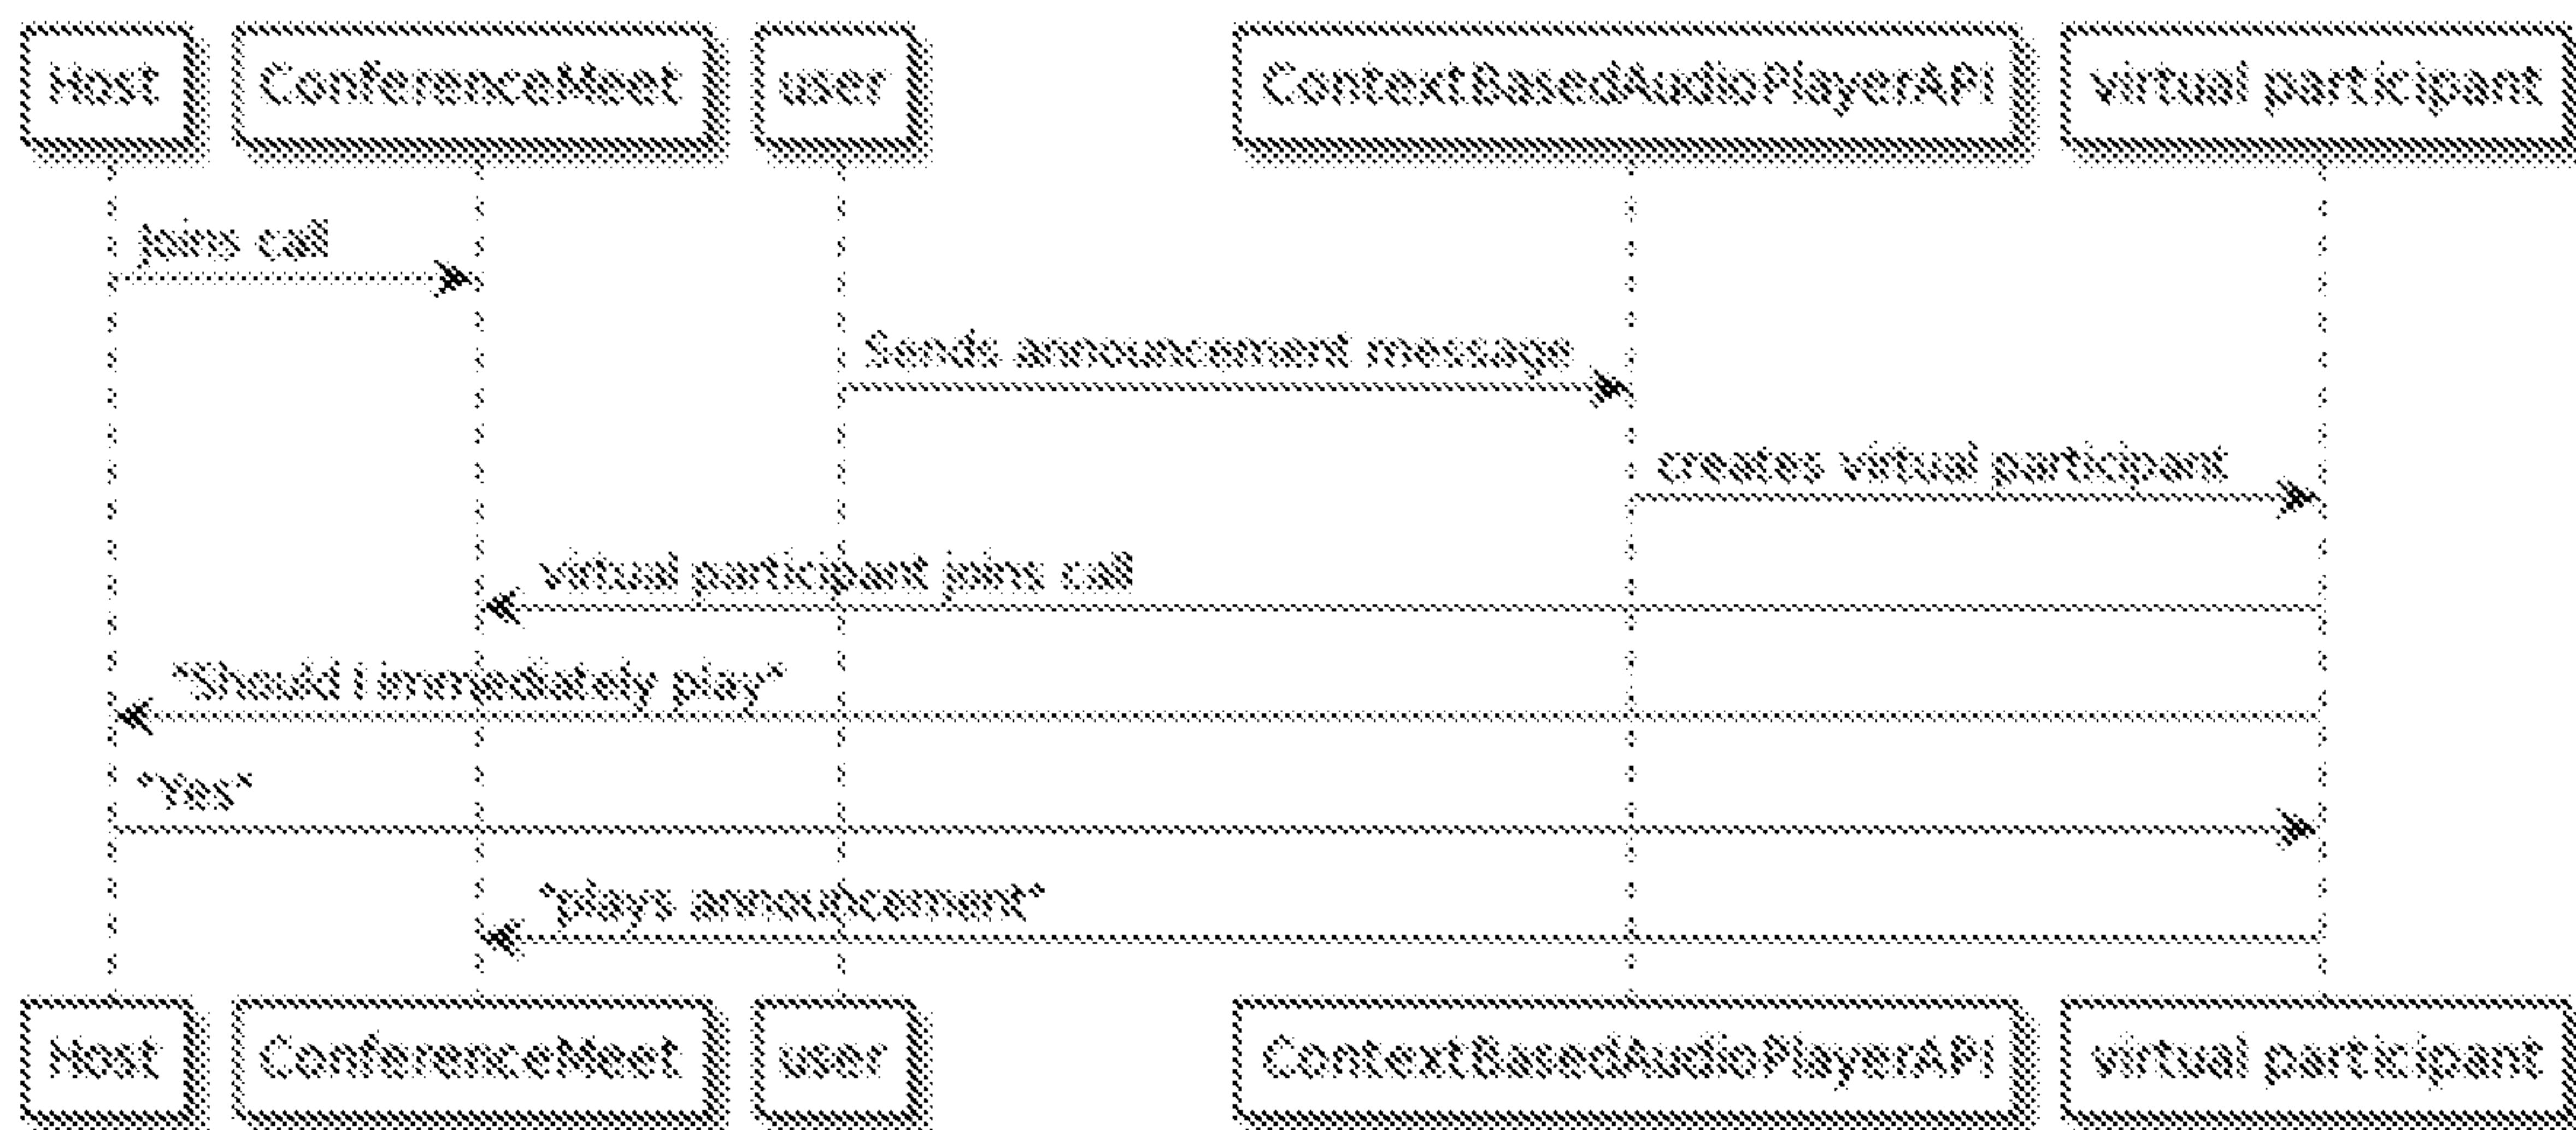 Host ConferenceMeet user ContextBasedAudioPlayerAPI virtual participant
joins call
Sends announcement message
creates virtual participant
virtual participant joins call
"Should I immediately play"
"Yes"
"plays announcement"
Host ConferenceMeet user ContextBasedAudioPlayerAPI virtual participant